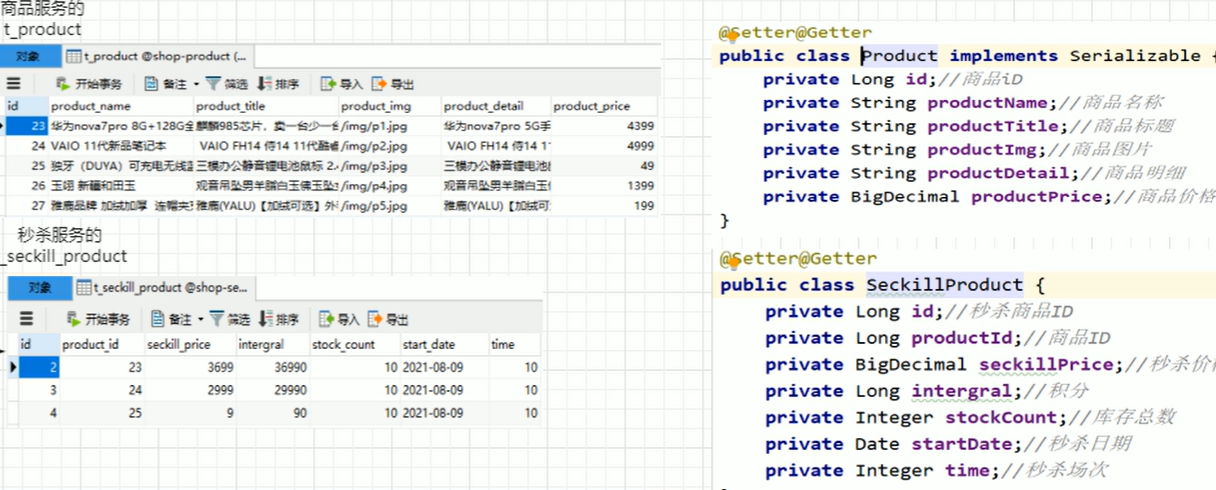 商品服务的
t_product
对象 t_product @shop-product (...
开始事务 备注 筛选 排序 导入 导出
id product_name product_title product_img product_detail product_price
23 华为nova7pro 8G+128G全 麒麟985芯片，卖一台少一台 /img/p1.jpg 华为nova7pro 5G手 4399
24 VAIO 11代新品笔记本 VAIO FH14 侍14 11代酷睿 /img/p2.jpg VAIO FH14 侍14 11 4999
25 独牙（DUYA）可充电无线蓝 三模办公静音锂电池鼠标 2. /img/p3.jpg 三模办公静音锂电池 49
26 玉翊 新疆和田玉 观音吊坠男羊脂白玉佛玉坠 /img/p4.jpg 观音吊坠男羊脂白玉 1399
27 雅鹿品牌 加绒加厚 连帽夹 雅鹿(YALU)【加绒可选】外 /img/p5.jpg 雅鹿(YALU)【加绒可 199
秒杀服务的
_seckill_product
对象 t_seckill_product @shop-se...
开始事务 备注 筛选 排序 导入 导出
id product_id seckill_price intergral stock_count start_date time
2 23 3699 36990 10 2021-08-09 10
3 24 2999 29990 10 2021-08-09 10
4 25 9 90 10 2021-08-09 10
@Setter@Getter
public class Product implements Serializable {
private Long id;//商品iD
private String productName;//商品名称
private String productTitle;//商品标题
private String productImg;//商品图片
private String productDetail;//商品明细
private BigDecimal productPrice;//商品价格
}
@Setter@Getter
public class SeckillProduct {
private Long id;//秒杀商品ID
private Long productId;//商品ID
private BigDecimal seckillPrice;//秒杀价格
private Long intergral;//积分
private Integer stockCount;//库存总数
private Date startDate;//秒杀日期
private Integer time;//秒杀场次